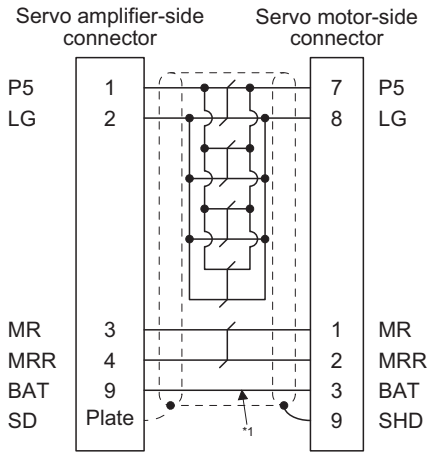 Servo amplifier-side
connector
Servo motor-side
connector
P5 1 7 P5
LG 2 8 LG
MR 3 1 MR
MRR 4 2 MRR
BAT 9 3 BAT
SD Plate 9 SHD
*1